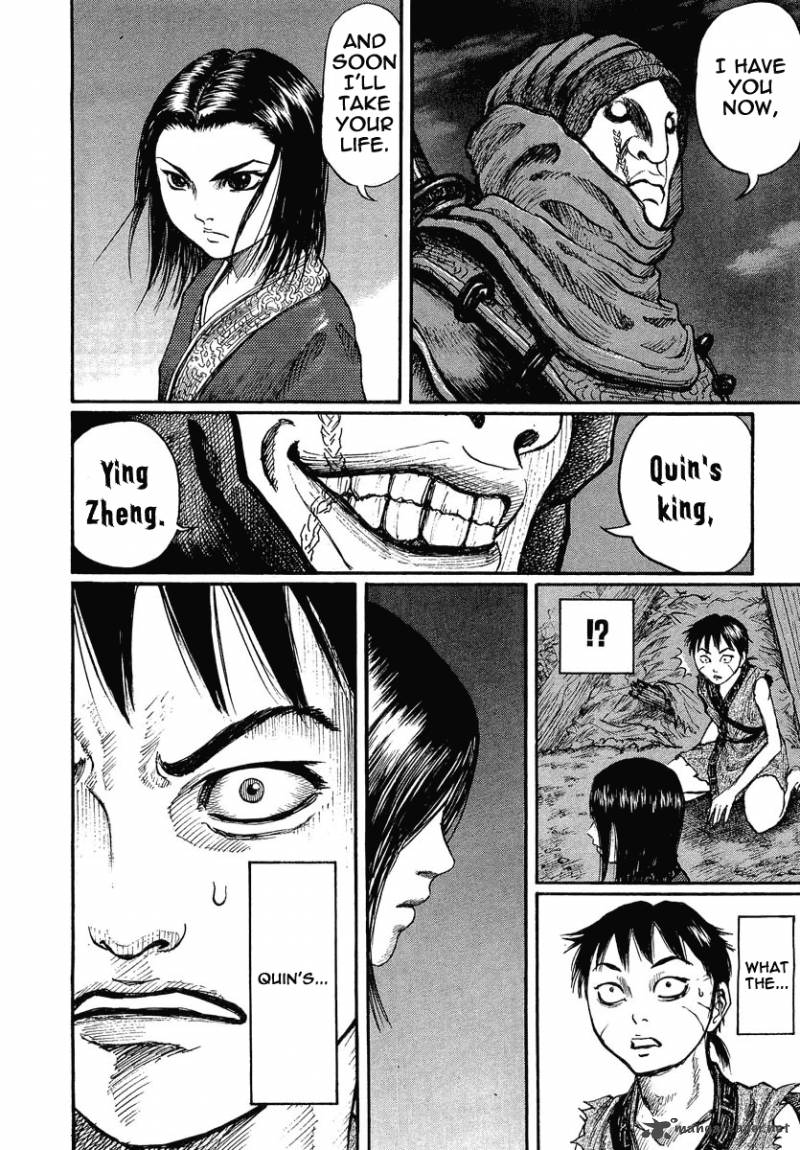 I HAVE
YOU
NOW,
AND
SOON
I'LL
TAKE
YOUR
LIFE.
Quin's
king,
Ying
Zheng.
!?
WHAT
THE...
QUIN'S...